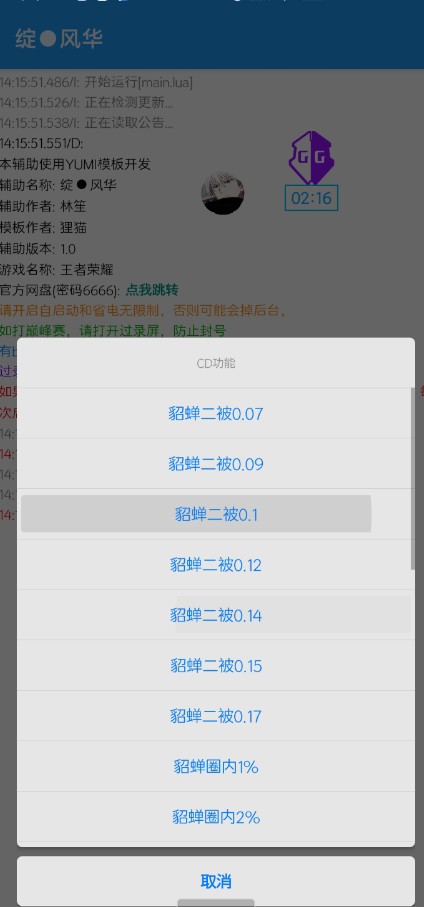 绽●风华
14:15:51.486/I: 开始运行[main.lua]
14:15:51.526/I: 正在检测更新...
14:15:51.538/I: 正在读取公告...
14:15:51.551/D:
本辅助使用YUMI模板开发
辅助名称: 绽●风华
辅助作者: 林笙
模板作者: 狸猫
辅助版本: 1.0
游戏名称: 王者荣耀
官方网盘(密码6666): 点我跳转
请开启自启动和省电无限制，否则可能会掉后台，
如打巅峰赛，请打开过录屏，防止封号
GG
02:16
CD功能
貂蝉二被0.07
貂蝉二被0.09
貂蝉二被0.1
貂蝉二被0.12
貂蝉二被0.14
貂蝉二被0.15
貂蝉二被0.17
貂蝉圈内1%
貂蝉圈内2%
取消